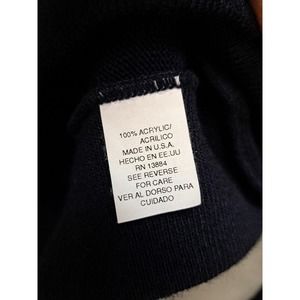 100% ACRYLIC/
ACRILICO
MADE IN U.S.A.
HECHO EN EE.UU
RN 13884
SEE REVERSE
FOR CARE
VER AL DORSO PARA
CUIDADO